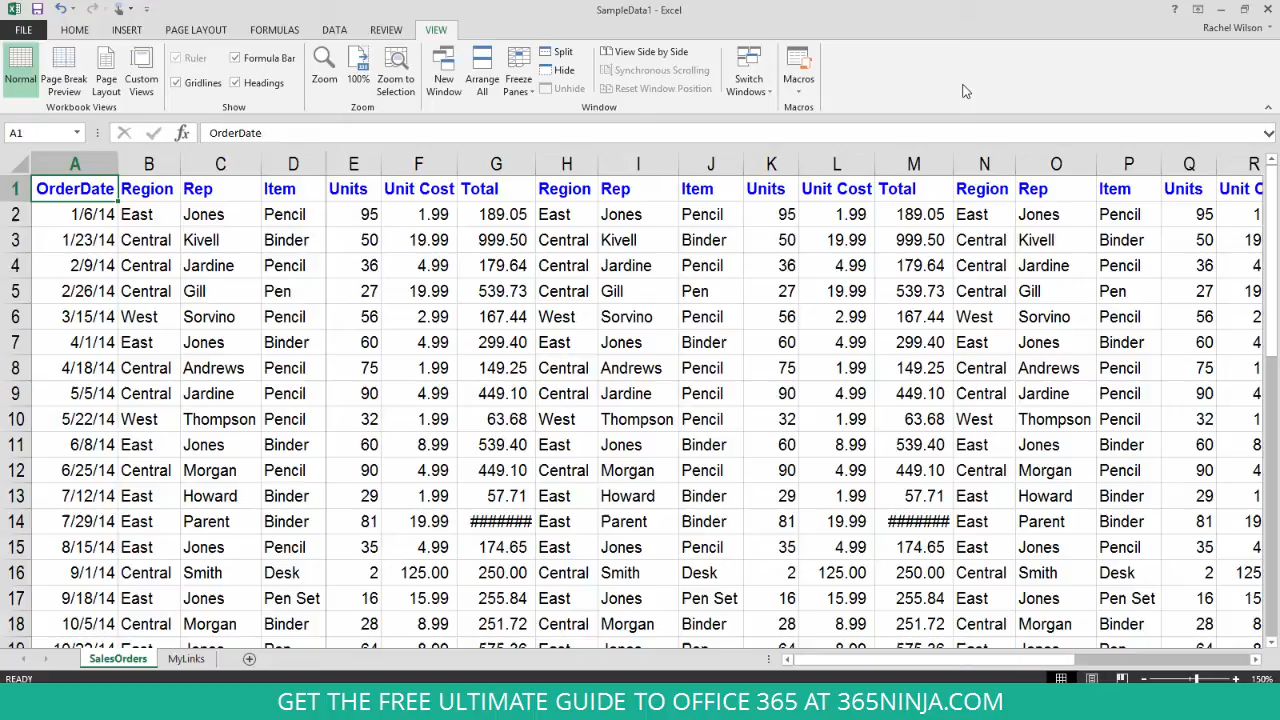 SampleData1 - Excel
FILE HOME INSERT PAGE LAYOUT FORMULAS DATA REVIEW VIEW Rachel Wilson
Normal Page Break Preview Page Layout Custom Views
Ruler Formula Bar
Gridlines Headings
Zoom 100% Zoom to Selection
New Window Arrange All Freeze Panes
Split
Hide
Unhide
View Side by Side
Synchronous Scrolling
Reset Window Position
Switch Windows Macros
Workbook Views Show Zoom Window Macros
A1 fx OrderDate
A B C D E F G H I J K L M N O P Q R
1 OrderDate Region Rep Item Units Unit Cost Total Region Rep Item Units Unit Cost Total Region Rep Item Units Unit C
2 1/6/14 East Jones Pencil 95 1.99 189.05 East Jones Pencil 95 1.99 189.05 East Jones Pencil 95 1
3 1/23/14 Central Kivell Binder 50 19.99 999.50 Central Kivell Binder 50 19.99 999.50 Central Kivell Binder 50 19
4 2/9/14 Central Jardine Pencil 36 4.99 179.64 Central Jardine Pencil 36 4.99 179.64 Central Jardine Pencil 36 4
5 2/26/14 Central Gill Pen 27 19.99 539.73 Central Gill Pen 27 19.99 539.73 Central Gill Pen 27 19
6 3/15/14 West Sorvino Pencil 56 2.99 167.44 West Sorvino Pencil 56 2.99 167.44 West Sorvino Pencil 56 2
7 4/1/14 East Jones Binder 60 4.99 299.40 East Jones Binder 60 4.99 299.40 East Jones Binder 60 4
8 4/18/14 Central Andrews Pencil 75 1.99 149.25 Central Andrews Pencil 75 1.99 149.25 Central Andrews Pencil 75 1
9 5/5/14 Central Jardine Pencil 90 4.99 449.10 Central Jardine Pencil 90 4.99 449.10 Central Jardine Pencil 90 4
10 5/22/14 West Thompson Pencil 32 1.99 63.68 West Thompson Pencil 32 1.99 63.68 West Thompson Pencil 32 1
11 6/8/14 East Jones Binder 60 8.99 539.40 East Jones Binder 60 8.99 539.40 East Jones Binder 60 8
12 6/25/14 Central Morgan Pencil 90 4.99 449.10 Central Morgan Pencil 90 4.99 449.10 Central Morgan Pencil 90 4
13 7/12/14 East Howard Binder 29 1.99 57.71 East Howard Binder 29 1.99 57.71 East Howard Binder 29 1
14 7/29/14 East Parent Binder 81 19.99 ####### East Parent Binder 81 19.99 ####### East Parent Binder 81 19
15 8/15/14 East Jones Pencil 35 4.99 174.65 East Jones Pencil 35 4.99 174.65 East Jones Pencil 35 4
16 9/1/14 Central Smith Desk 2 125.00 250.00 Central Smith Desk 2 125.00 250.00 Central Smith Desk 2 125
17 9/18/14 East Jones Pen Set 16 15.99 255.84 East Jones Pen Set 16 15.99 255.84 East Jones Pen Set 16 15
18 10/5/14 Central Morgan Binder 28 8.99 251.72 Central Morgan Binder 28 8.99 251.72 Central Morgan Binder 28 8
SalesOrders MyLinks
READY 150%
GET THE FREE ULTIMATE GUIDE TO OFFICE 365 AT 365NINJA.COM